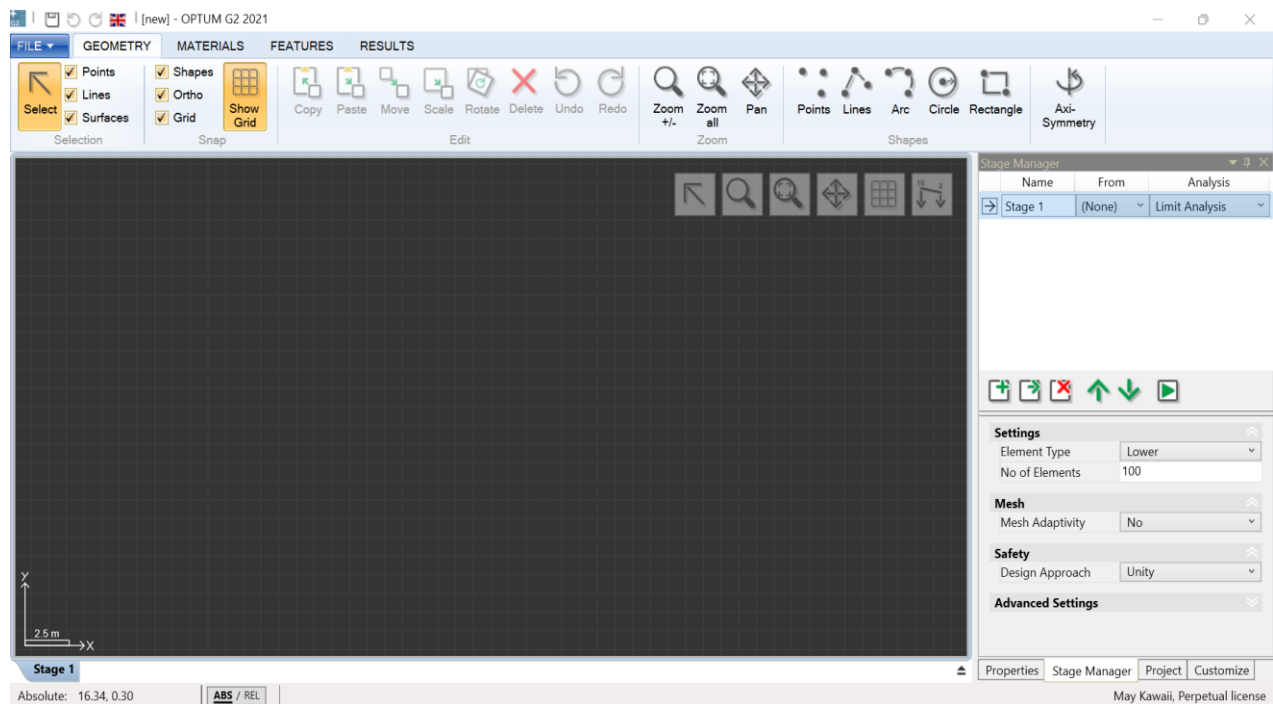 [new] - OPTUM G2 2021
FILE GEOMETRY MATERIALS FEATURES RESULTS
Select Points Lines Surfaces
Selection
Shapes Ortho Grid Show Grid
Snap
Copy Paste Move Scale Rotate Delete Undo Redo
Edit
Zoom +/- Zoom all Pan
Zoom
Points Lines Arc Circle Rectangle
Shapes
Axi-Symmetry
Stage Manager
Name From Analysis
Stage 1 (None) Limit Analysis
Settings
Element Type Lower
No of Elements 100
Mesh
Mesh Adaptivity No
Safety
Design Approach Unity
Advanced Settings
Y
2.5 m
X
Stage 1
Properties Stage Manager Project Customize
Absolute: 16.34, 0.30 ABS / REL
May Kawaii, Perpetual license